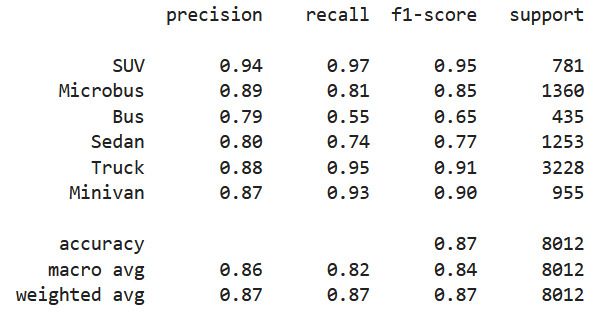 precision recall f1-score support
SUV 0.94 0.97 0.95 781
Microbus 0.89 0.81 0.85 1360
Bus 0.79 0.55 0.65 435
Sedan 0.80 0.74 0.77 1253
Truck 0.88 0.95 0.91 3228
Minivan 0.87 0.93 0.90 955
accuracy 0.87 8012
macro avg 0.86 0.82 0.84 8012
weighted avg 0.87 0.87 0.87 8012